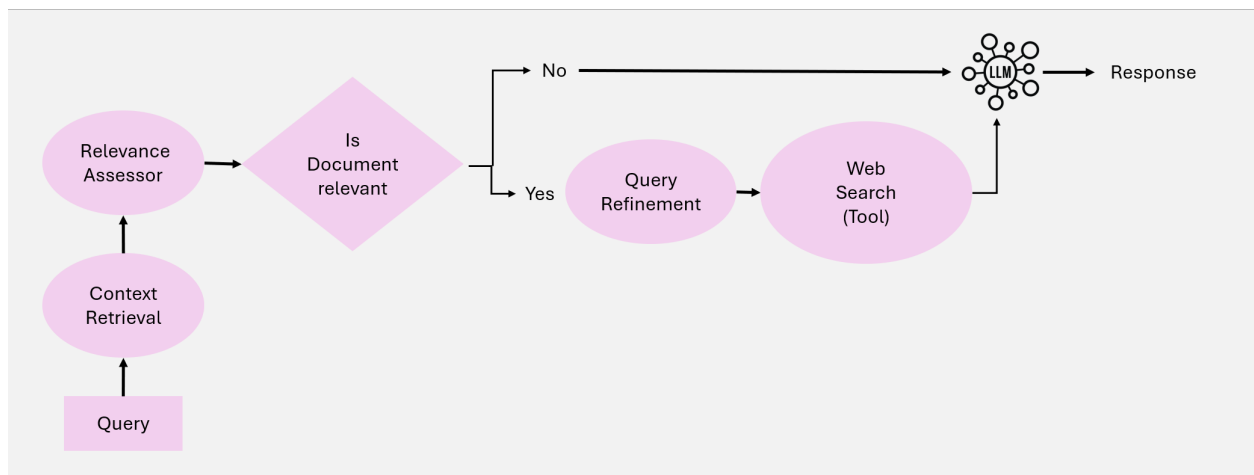 Query
Context
Retrieval
Relevance
Assessor
Is
Document
relevant
No
Yes
Query
Refinement
Web
Search
(Tool)
LLM
Response